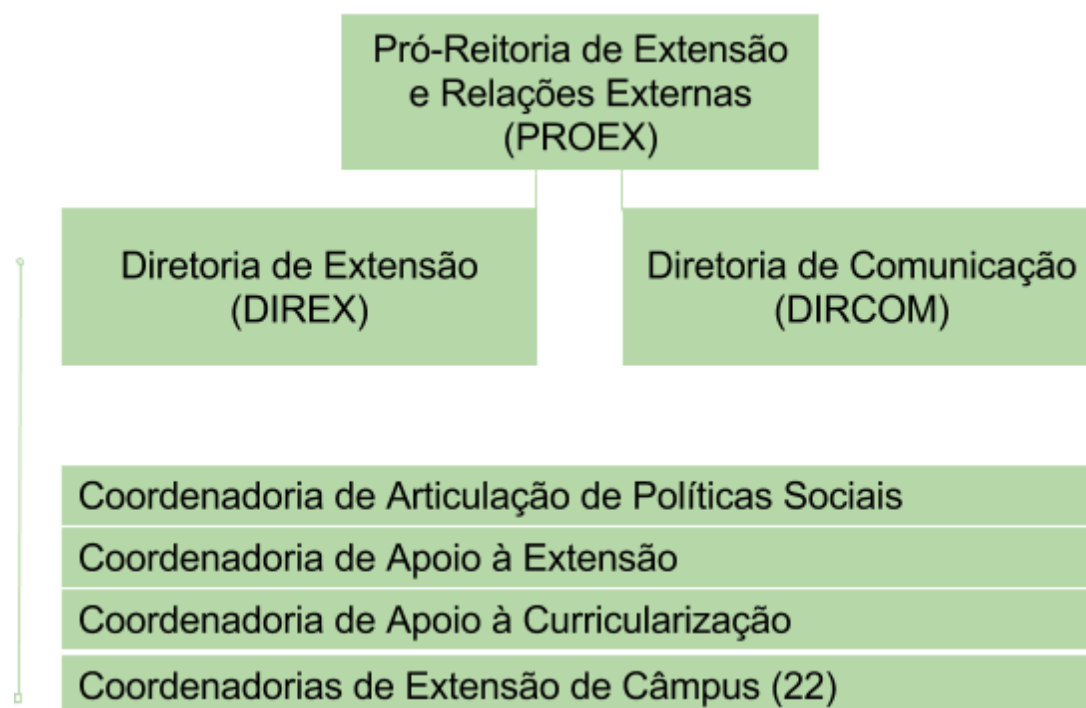 Pró-Reitoria de Extensão
e Relações Externas
(PROEX)
Diretoria de Extensão
(DIREX)
Diretoria de Comunicação
(DIRCOM)
Coordenadoria de Articulação de Políticas Sociais
Coordenadoria de Apoio à Extensão
Coordenadoria de Apoio à Curricularização
Coordenadorias de Extensão de Câmpus (22)